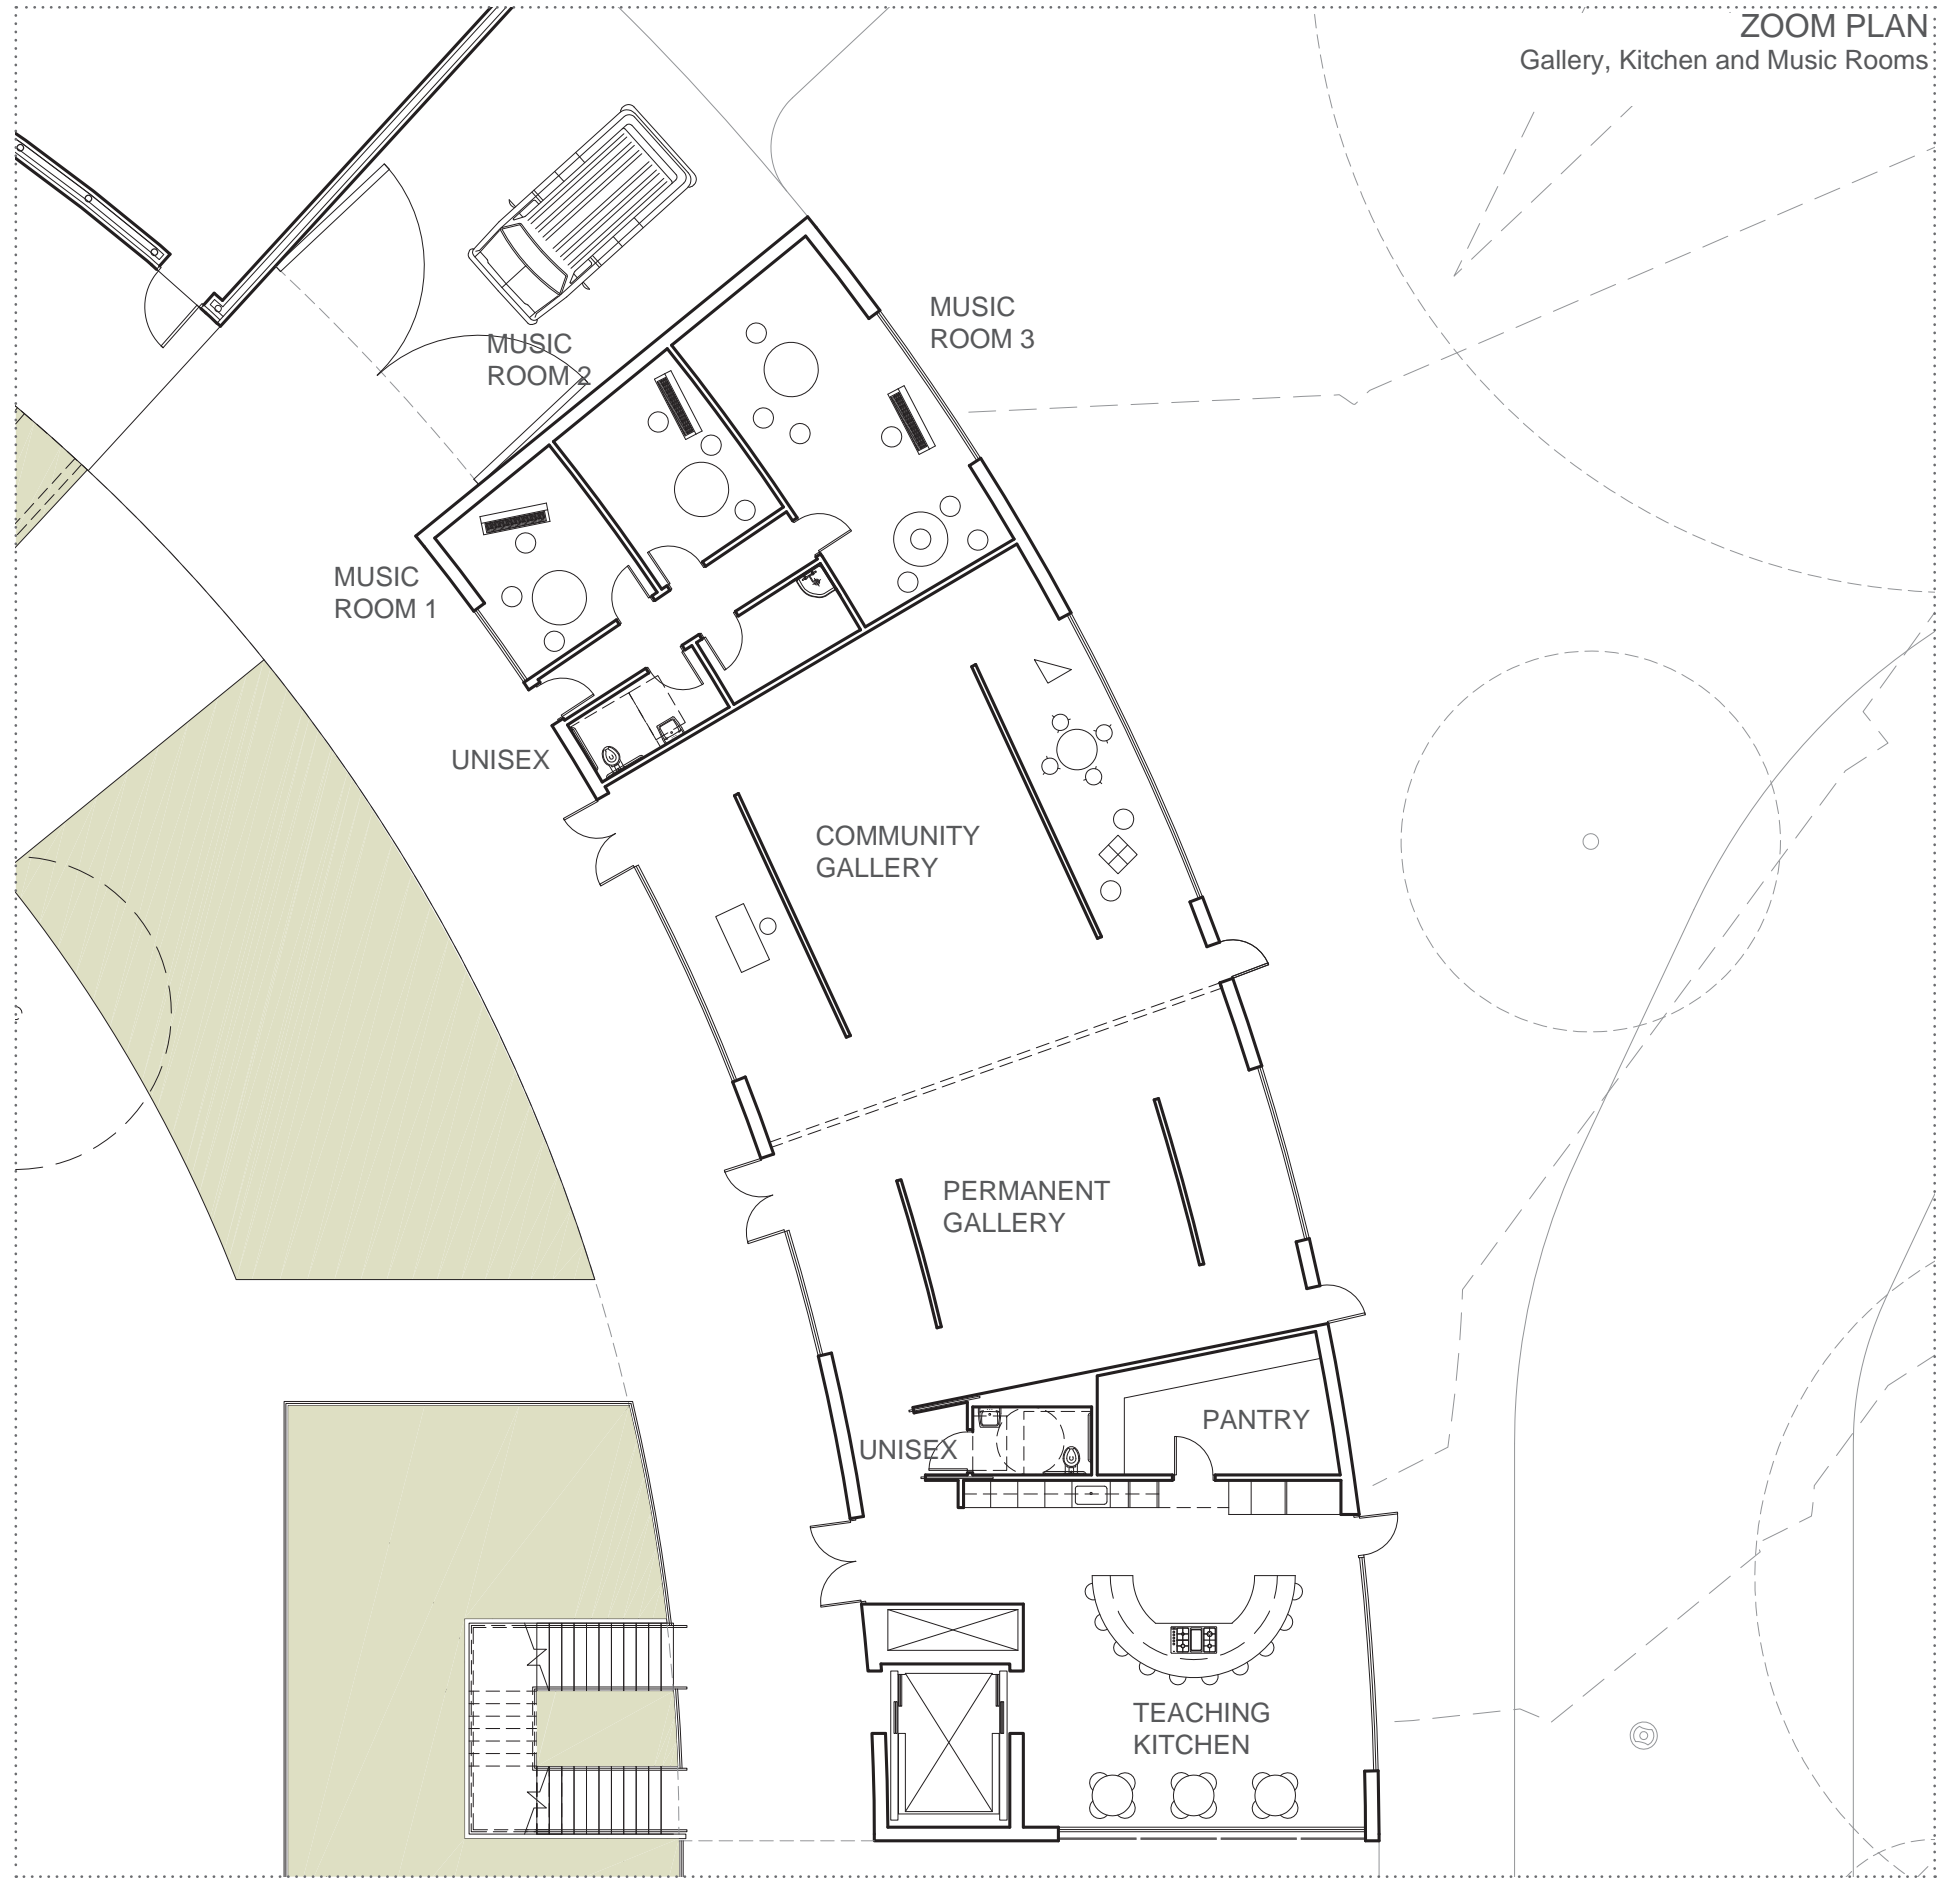 ZOOM PLAN
Gallery, Kitchen and Music Rooms
MUSIC
ROOM 3
MUSIC
ROOM 2
MUSIC
ROOM 1
UNISEX
COMMUNITY
GALLERY
PERMANENT
GALLERY
PANTRY
UNISEX
TEACHING
KITCHEN